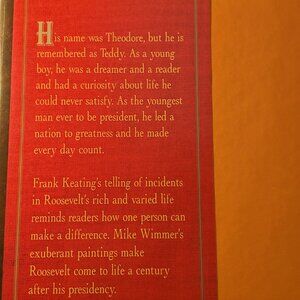 His name was Theodore, but he is
remembered as Teddy. As a young
boy, he was a dreamer and a reader
and had a curiosity about life he
could never satisfy. As the youngest
man ever to be president, he led a
nation to greatness and he made
every day count.
Frank Keating's telling of incidents
in Roosevelt's rich and varied life
reminds readers how one person can
make a difference. Mike Wimmer's
exuberant paintings make
Roosevelt come to life a century
after his presidency.